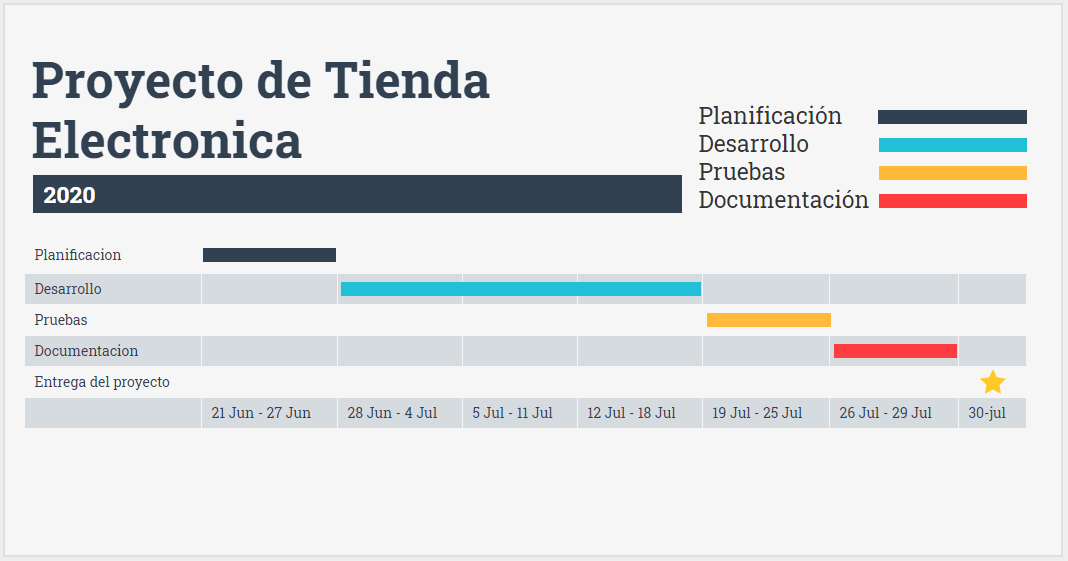 Proyecto de Tienda
Electronica
2020
Planificación
Desarrollo
Pruebas
Documentación
Planificacion
Desarrollo
Pruebas
Documentacion
Entrega del proyecto
21 Jun - 27 Jun 28 Jun - 4 Jul 5 Jul - 11 Jul 12 Jul - 18 Jul 19 Jul - 25 Jul 26 Jul - 29 Jul 30-jul